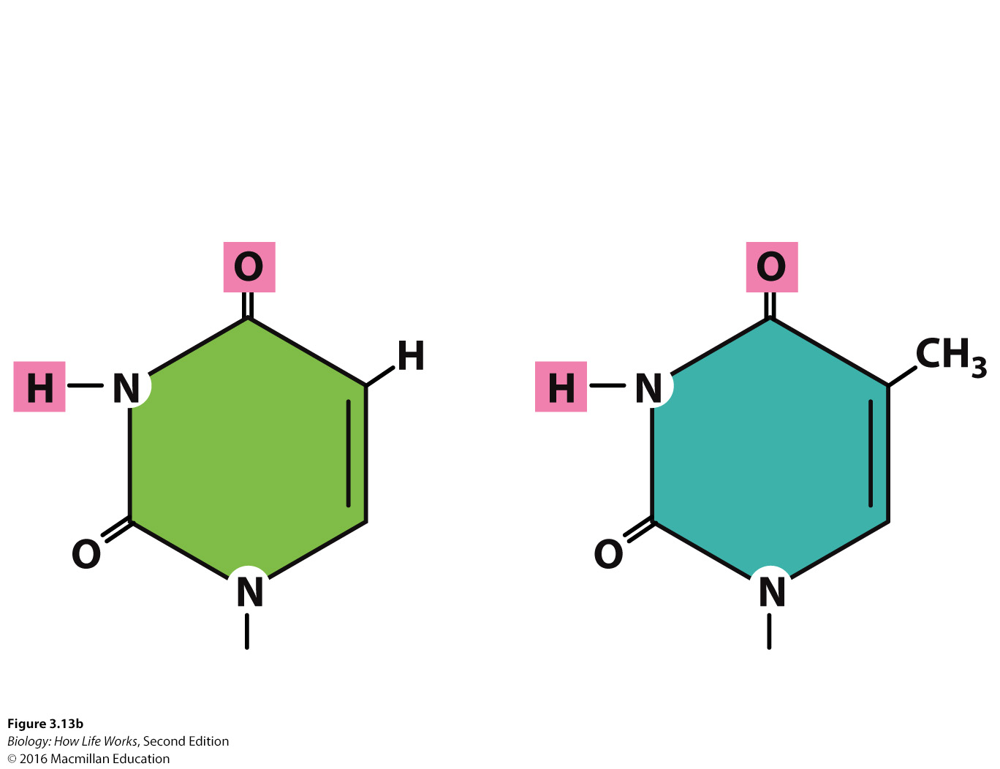 O
H
H
N
O
N
O
CH₃
H
N
O
N
Figure 3.13b
Biology: How Life Works, Second Edition
© 2016 Macmillan Education